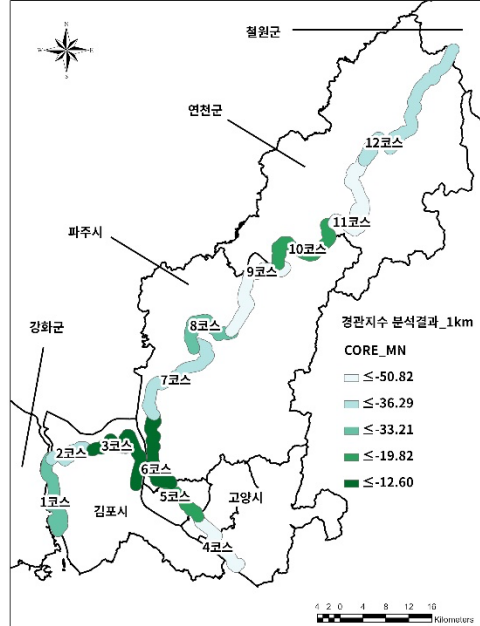 철원군
N
W
E
S
연천군
12코스
11코스
파주시
10코스
9코스
8코스
강화군
경관지수 분석결과_1km
CORE_MN
≤-50.82
≤-36.29
≤-33.21
≤-19.82
≤-12.60
7코스
3코스
2코스
6코스
5코스
고양시
1코스
김포시
4코스
4 2 0 4 8 12 16
Kilometers